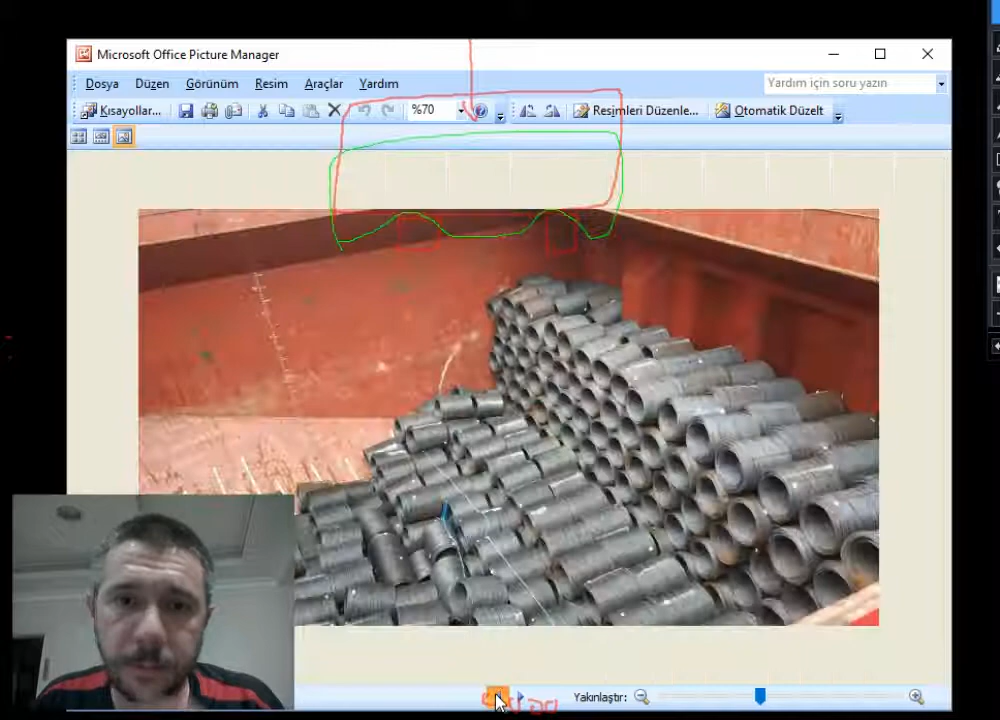 Microsoft Office Picture Manager
Dosya Düzen Görünüm Resim Araçlar Yardım Yardım için soru yazın
Kısayollar... %70 Resimleri Düzenle... Otomatik Düzelt
Yakınlaştır: